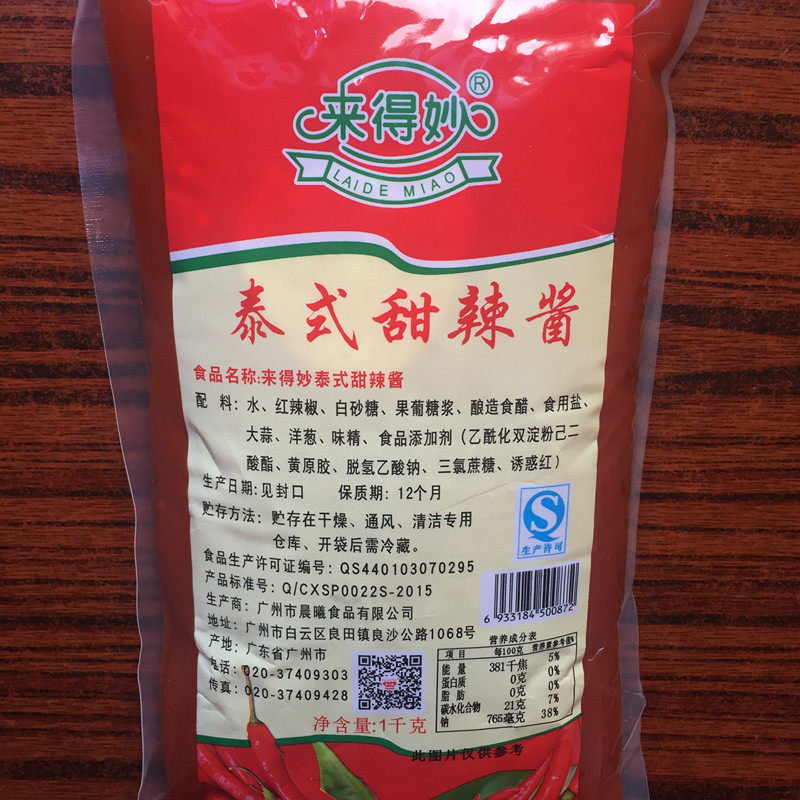 来得妙®
LAIDE MIAO
泰式甜辣酱
食品名称:来得妙泰式甜辣酱
配 料: 水、红辣椒、白砂糖、果葡糖浆、酿造食醋、食用盐、
大蒜、洋葱、味精、食品添加剂（乙酰化双淀粉己二
酸酯、黄原胶、脱氢乙酸钠、三氯蔗糖、诱惑红）
生产日期:见封口 保质期: 12个月
贮存方法: 贮存在干燥、通风、清洁专用
仓库、开袋后需冷藏。
生产许可
食品生产许可证编号: QS440103070295
产品标准号: Q/CXSP0022S-2015
生产商: 广州市晨曦食品有限公司
地址: 广州市白云区良田镇良沙公路1068号
产地: 广东省广州市
电话: 020-37409303
传真: 020-37409428
净含量:1千克
6 933184 500872
营养成分表
项目 每100克 营养素参考值%
能量 381千焦 5%
蛋白质 0克 0%
脂肪 0克 0%
碳水化合物 21克 7%
钠 765毫克 38%
此图片仅供参考